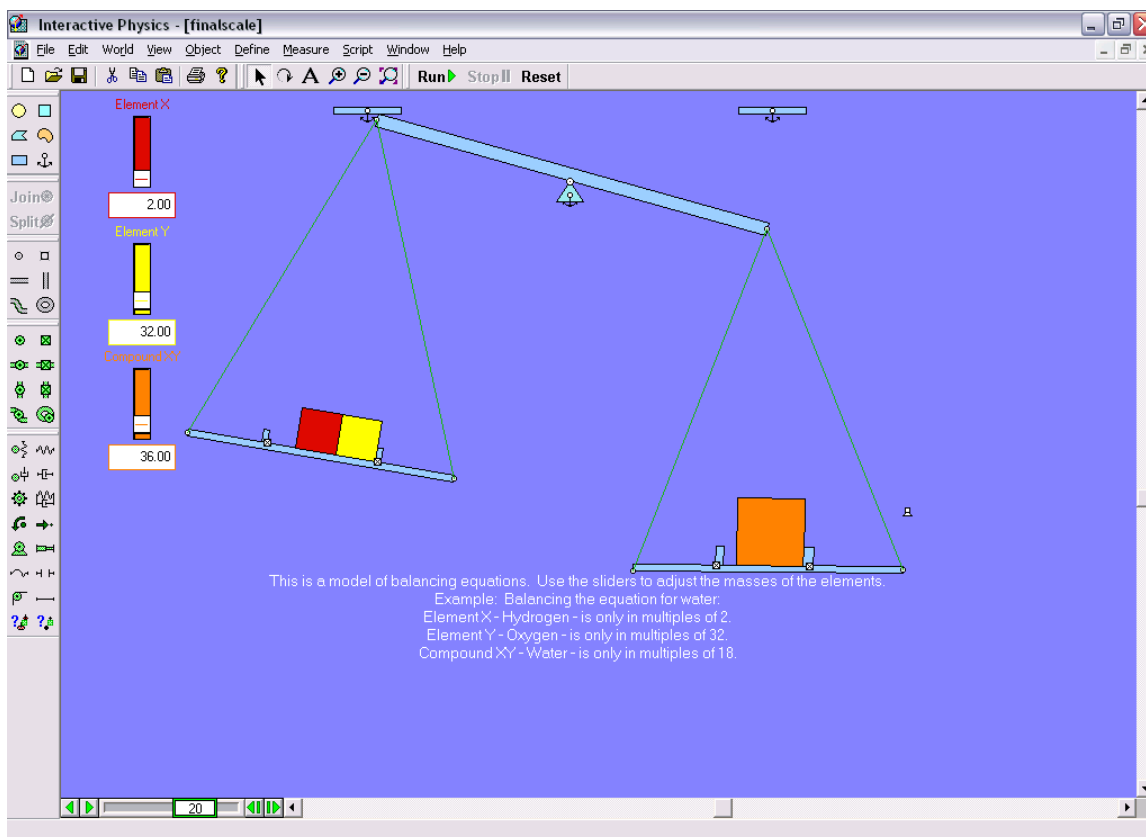 Interactive Physics - [finalscale]
File Edit World View Object Define Measure Script Window Help
Run Stop Reset
Element X
2.00
Join
Split
Element Y
32.00
Compound XY
36.00
This is a model of balancing equations. Use the sliders to adjust the masses of the elements.
Example: Balancing the equation for water:
Element X - Hydrogen - is only in multiples of 2.
Element Y - Oxygen - is only in multiples of 32.
Compound XY - Water - is only in multiples of 18.
20